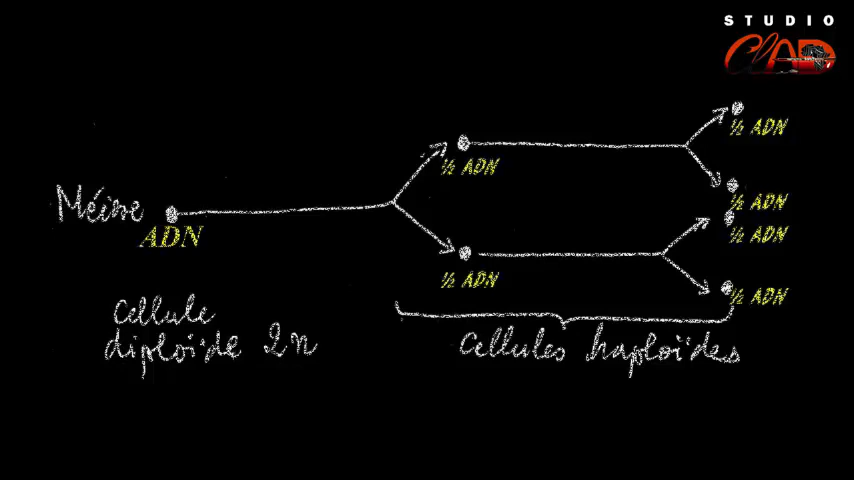 STUDIO
CLAD
½ ADN
½ ADN
½ ADN
Méiose
ADN
½ ADN
½ ADN
½ ADN
cellule
diploïde 2n
cellules haploïdes